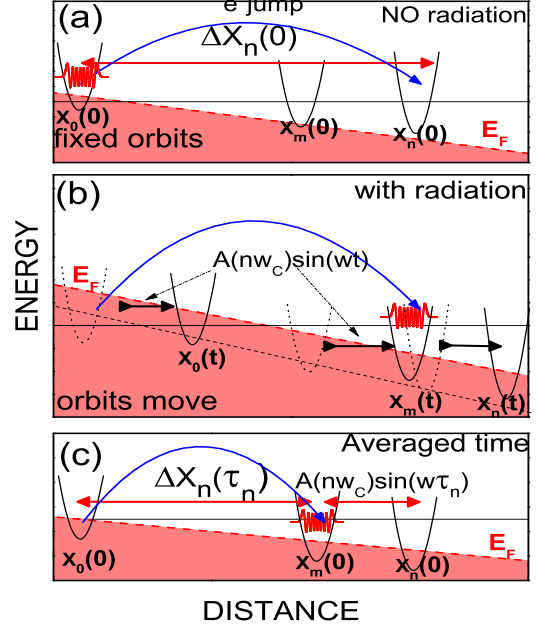 e jump
(a)
NO radiation
ΔX_n(0)
x_0(0)
x_m(0)
x_n(0)
E_F
fixed orbits
(b)
with radiation
A(nw_c)sin(wt)
E_F
x_0(t)
x_m(t)
x_n(t)
orbits move
ENERGY
(c)
Averaged time
ΔX_n(τ_n)
A(nw_c)sin(wτ_n)
x_0(0)
x_m(0)
x_n(0)
E_F
DISTANCE